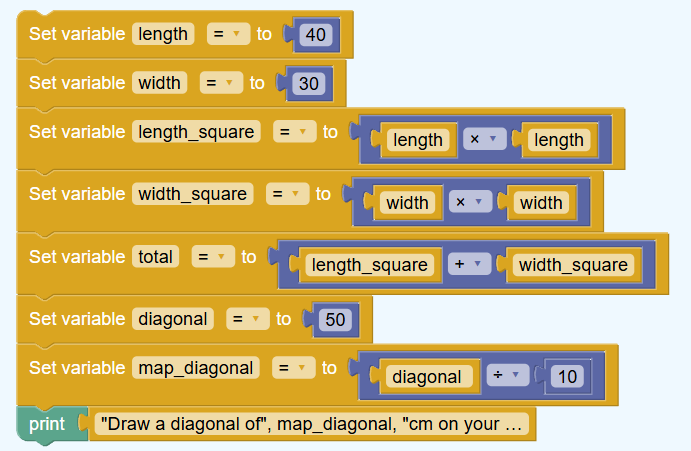 Set variable length = ▾ to 40
Set variable width = ▾ to 30
Set variable length_square = ▾ to length × ▾ length
Set variable width_square = ▾ to width × ▾ width
Set variable total = ▾ to length_square + ▾ width_square
Set variable diagonal = ▾ to 50
Set variable map_diagonal = ▾ to diagonal ÷ ▾ 10
print "Draw a diagonal of", map_diagonal, "cm on your ...